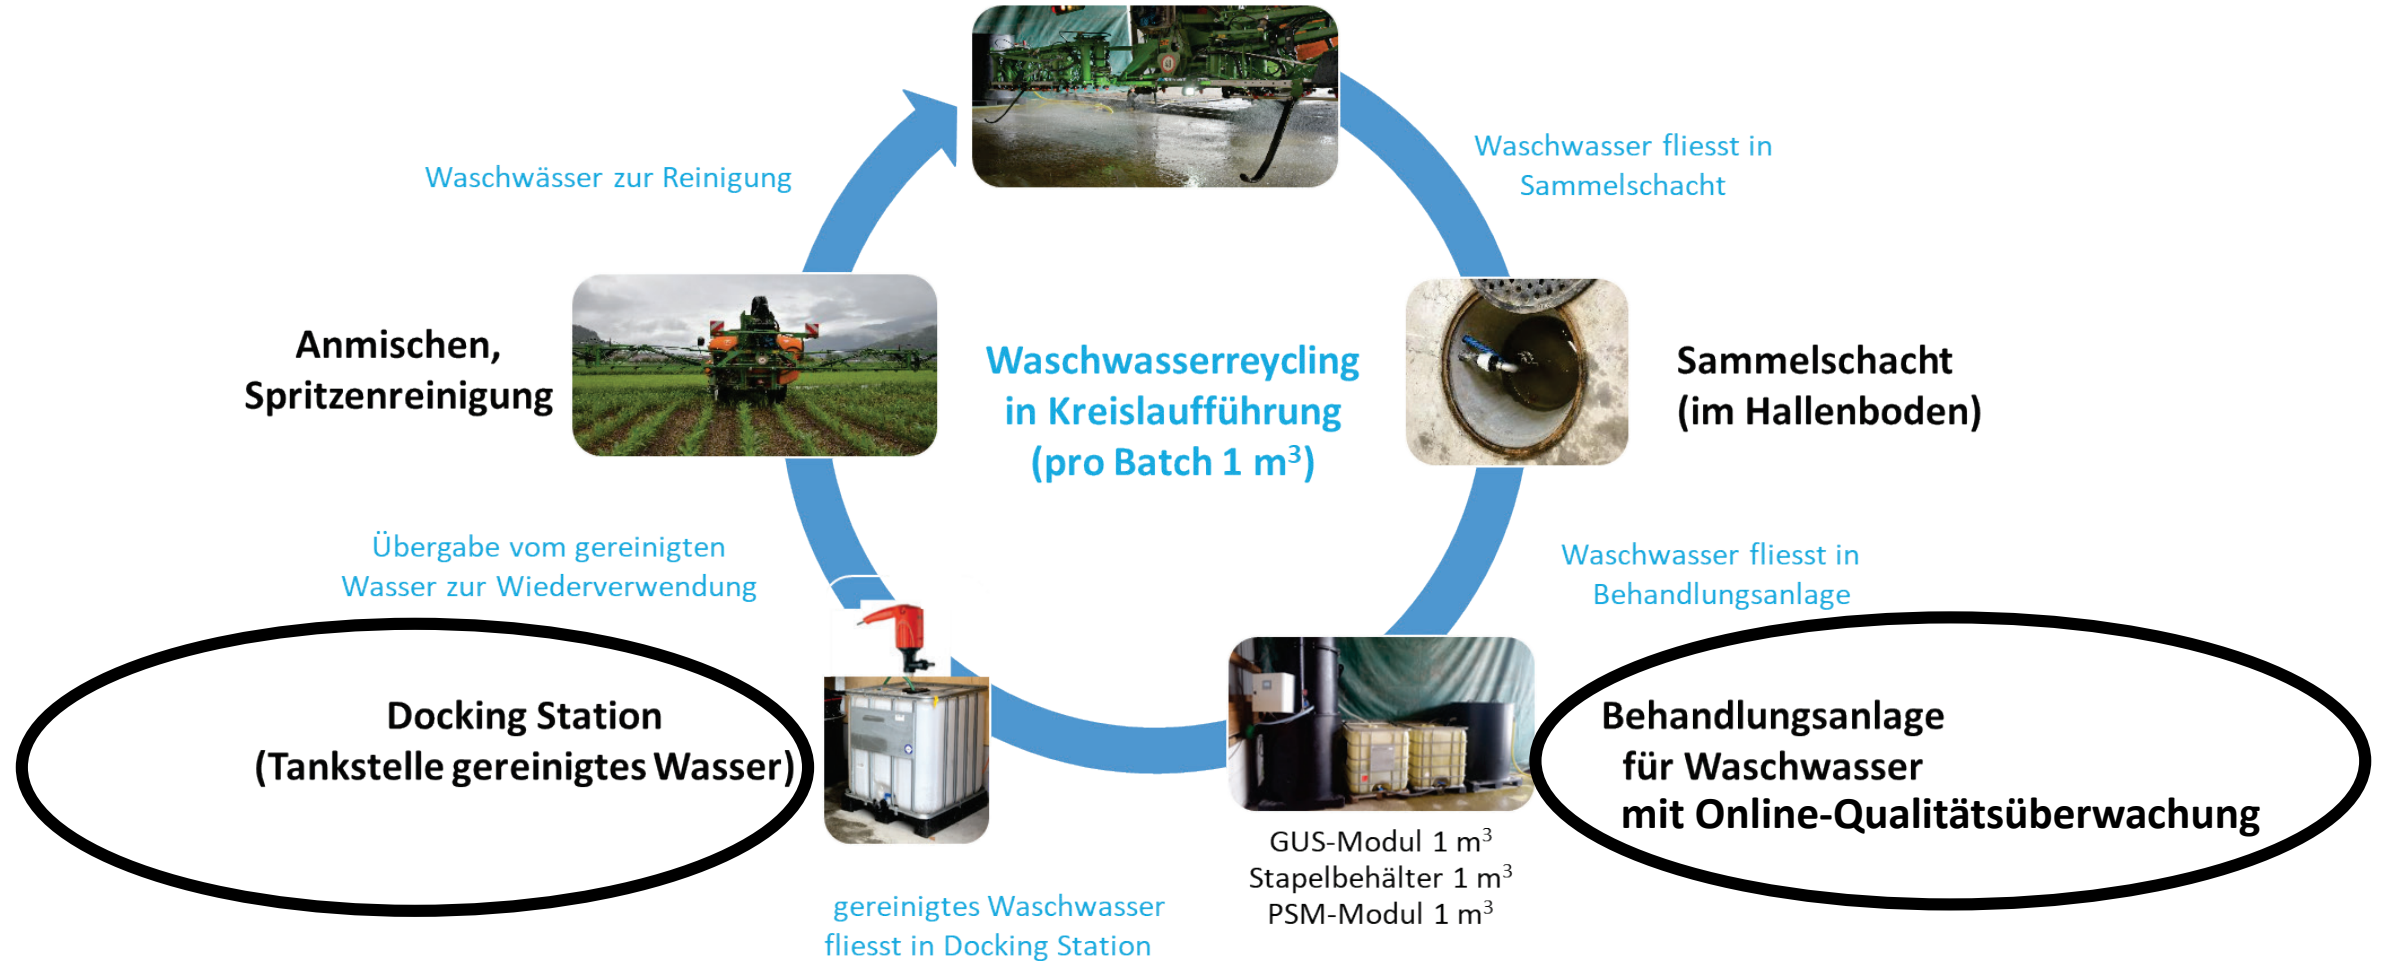 Waschwässer zur Reinigung
Waschwasser fliesst in
Sammelschacht
Anmischen,
Spritzenreinigung
Waschwasserreycling
in Kreislaufführung
(pro Batch 1 m³)
Sammelschacht
(im Hallenboden)
Übergabe vom gereinigten
Wasser zur Wiederverwendung
Waschwasser fliesst in
Behandlungsanlage
Docking Station
(Tankstelle gereinigtes Wasser)
Behandlungsanlage
für Waschwasser
mit Online-Qualitätsüberwachung
GUS-Modul 1 m³
Stapelbehälter 1 m³
PSM-Modul 1 m³
gereinigtes Waschwasser
fliesst in Docking Station